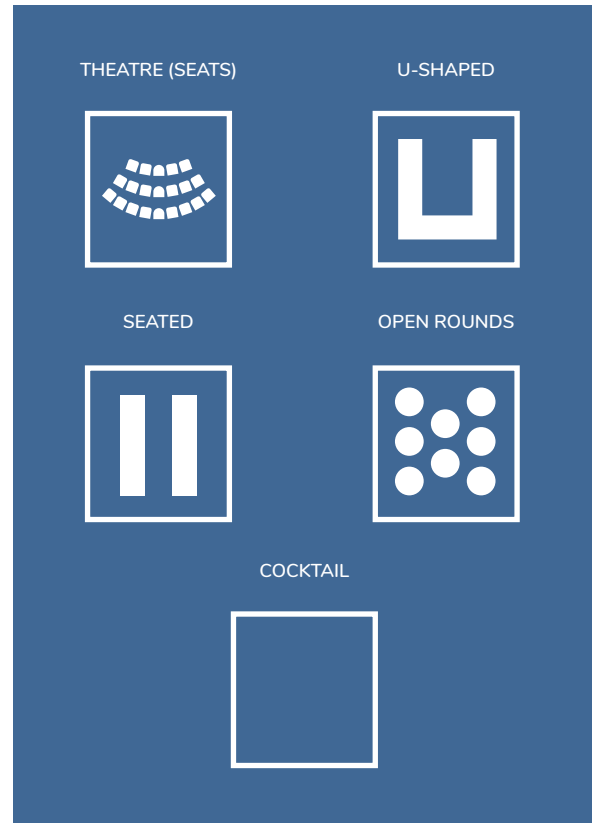 THEATRE (SEATS)
U-SHAPED
SEATED
OPEN ROUNDS
COCKTAIL